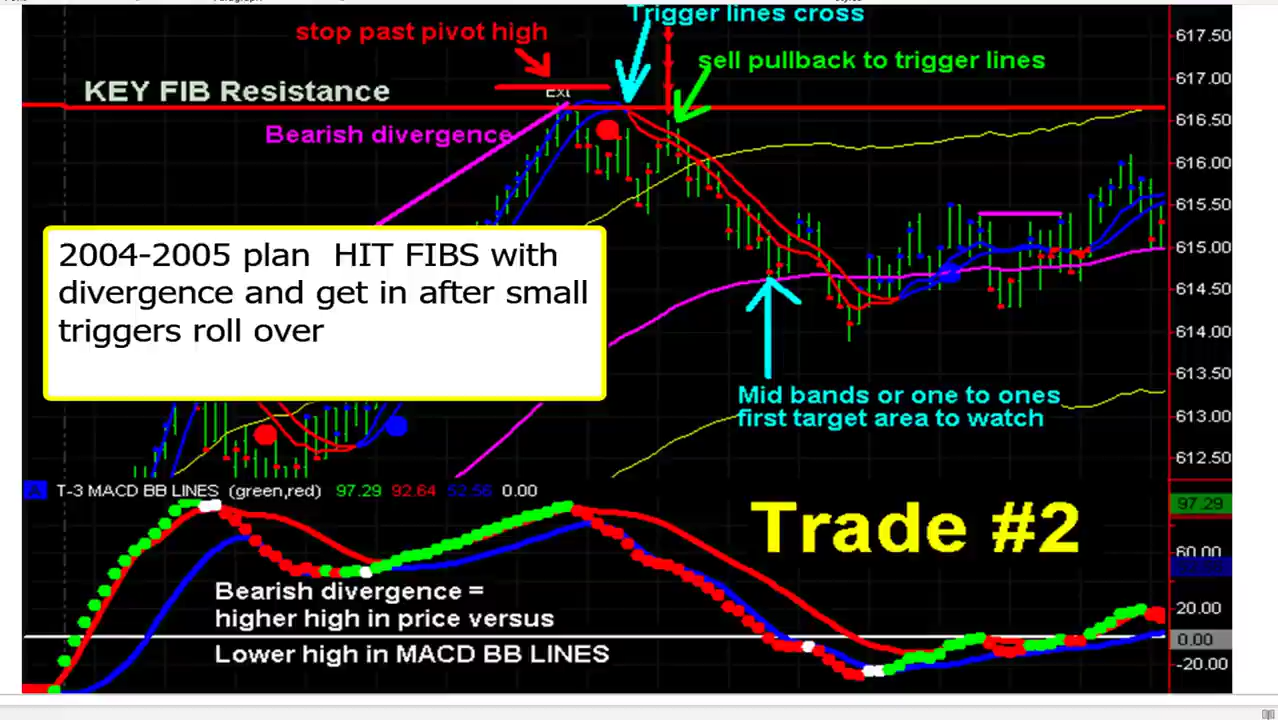 Trigger lines cross
stop past pivot high
sell pullback to trigger lines
KEY FIB Resistance
Ext
Bearish divergence
2004-2005 plan HIT FIBS with
divergence and get in after small
triggers roll over
Mid bands or one to ones
first target area to watch
617.50
617.00
616.50
616.00
615.50
615.00
614.50
614.00
613.50
613.00
612.50
T-3 MACD BB LINES (green,red) 97.29 92.64 52.56 0.00
Trade #2
Bearish divergence =
higher high in price versus
Lower high in MACD BB LINES
97.29
60.00
20.00
0.00
-20.00